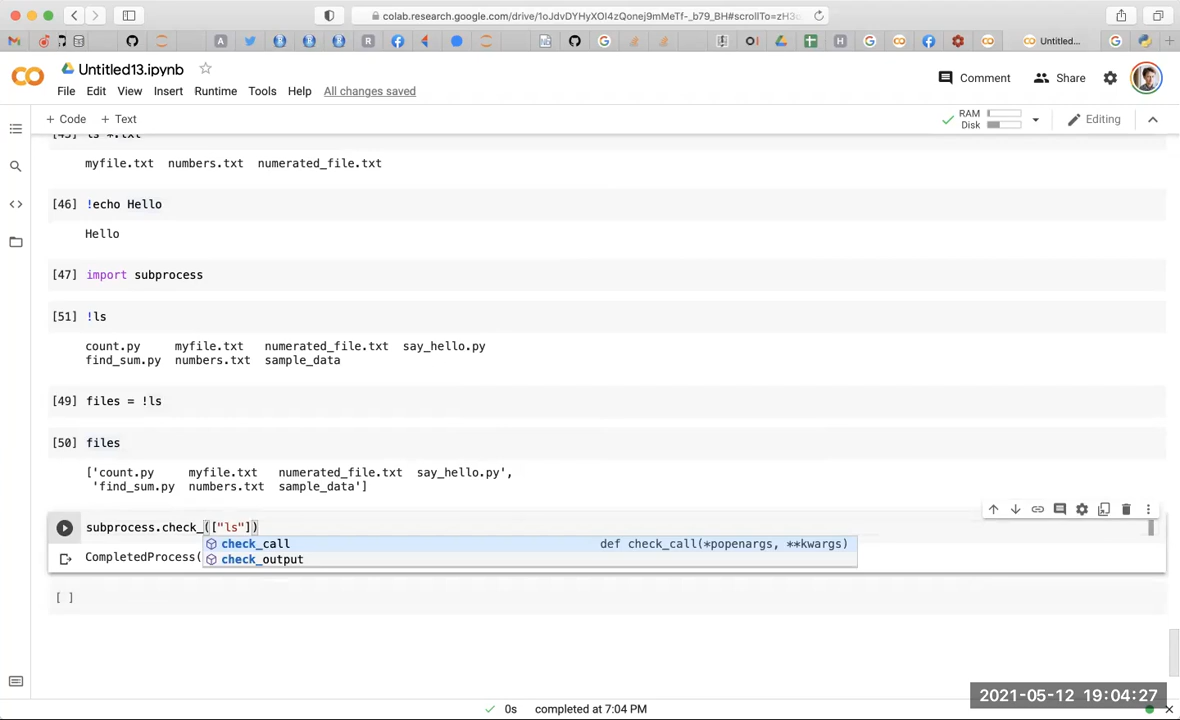 colab.research.google.com/drive/1oJdvDYHyXOI4zQonej9mMeTf-_b79_BH#scrollTo=zH3
Untitled...
Untitled13.ipynb
Comment
Share
File Edit View Insert Runtime Tools Help All changes saved
+ Code + Text
RAM
Disk
Editing
[45] ls *.txt
myfile.txt numbers.txt numerated_file.txt
[46] !echo Hello
Hello
[47] import subprocess
[51] !ls
count.py myfile.txt numerated_file.txt say_hello.py
find_sum.py numbers.txt sample_data
[49] files = !ls
[50] files
['count.py myfile.txt numerated_file.txt say_hello.py',
'find_sum.py numbers.txt sample_data']
subprocess.check_(["ls"])
check_call def check_call(*popenargs, **kwargs)
CompletedProcess(
check_output
[ ]
2021-05-12 19:04:27
0s completed at 7:04 PM